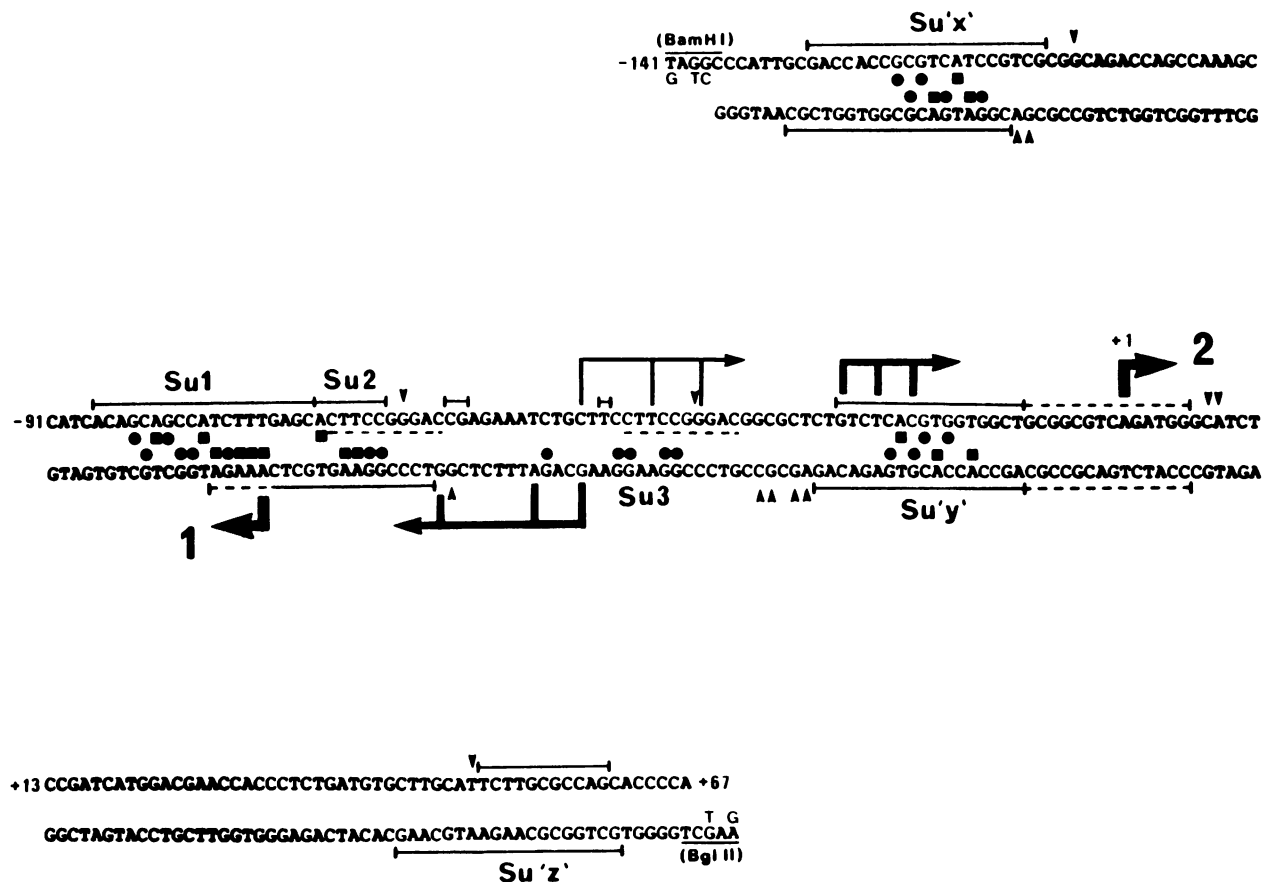 Su'x'
(BamHI)
-141 TAGGCCCATTGCGACCACCGCGTCATCCGTCGCGGCAGACCAGCCAAAGC
G TC
GGGTAACGCTGGTGGCGCAGTAGGCAGCGCCGTCTGGTCGGTTTCG
+1
2
Su1 Su2
-91 CATCACAGCAGCCATCTTTGAGCACTTCCGGGACCGAGAAATCTGCTTCCTTCCGGGACGGCGCTCTGTCTCACGTGGTGGCTGCGGCGTCAGATGGGCATCT
GTAGTGTCGTCGGTAGAAACTCGTGAAGGCCCTGGCTCTTTAGACGAAGGAAGGCCCTGCCGCGAGACAGAGTGCACCACCGACGCCGCAGTCTACCCGTAGA
Su3
Su'y'
1
+13 CCGATCATGGACGAACCACCCTCTGATGTGCTTGCATTCTTGCGCCAGCACCCCA +67
T G
GGCTAGTACCTGCTTGGTGGGAGACTACACGAACGTAAGAACGCGGTCGTGGGGTCGAA
(Bgl II)
Su'z'